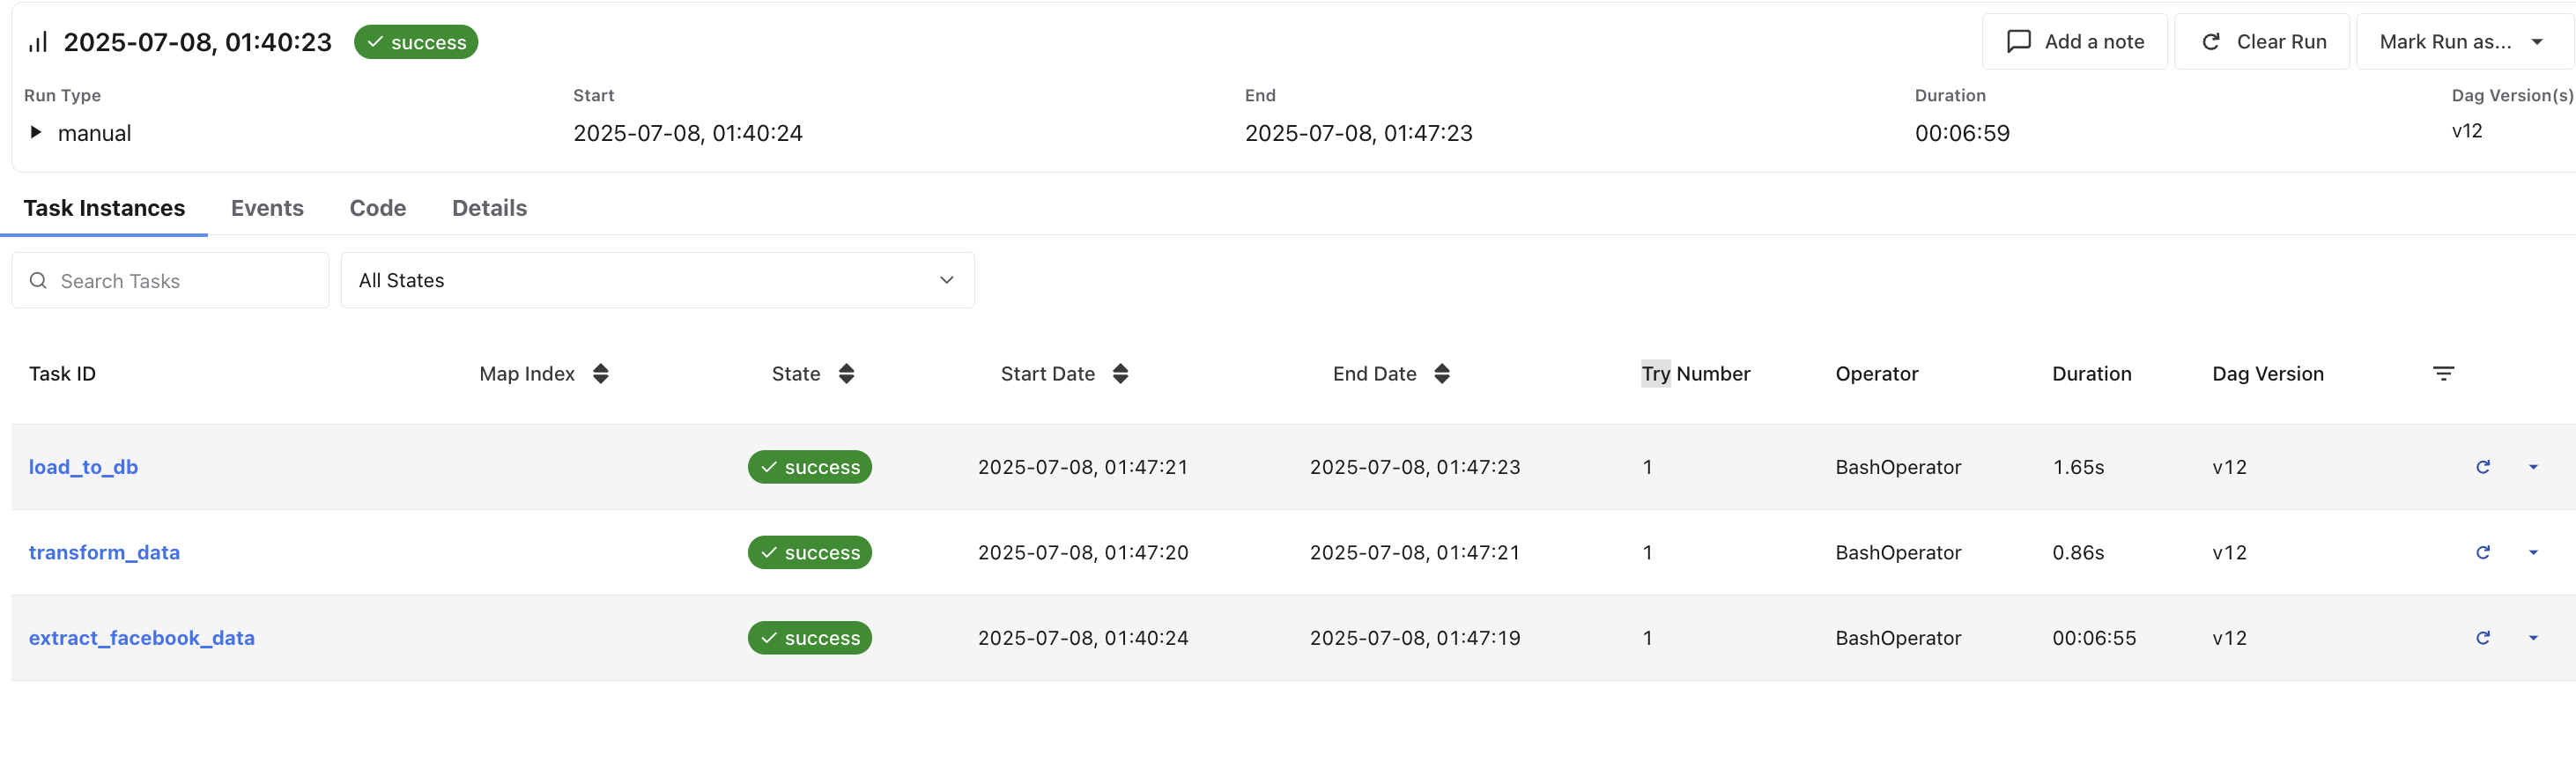 2025-07-08, 01:40:23 success Add a note Clear Run Mark Run as...
Run Type Start End Duration Dag Version(s)
manual 2025-07-08, 01:40:24 2025-07-08, 01:47:23 00:06:59 v12
Task Instances Events Code Details
Search Tasks All States
Task ID Map Index State Start Date End Date Try Number Operator Duration Dag Version
load_to_db success 2025-07-08, 01:47:21 2025-07-08, 01:47:23 1 BashOperator 1.65s v12
transform_data success 2025-07-08, 01:47:20 2025-07-08, 01:47:21 1 BashOperator 0.86s v12
extract_facebook_data success 2025-07-08, 01:40:24 2025-07-08, 01:47:19 1 BashOperator 00:06:55 v12